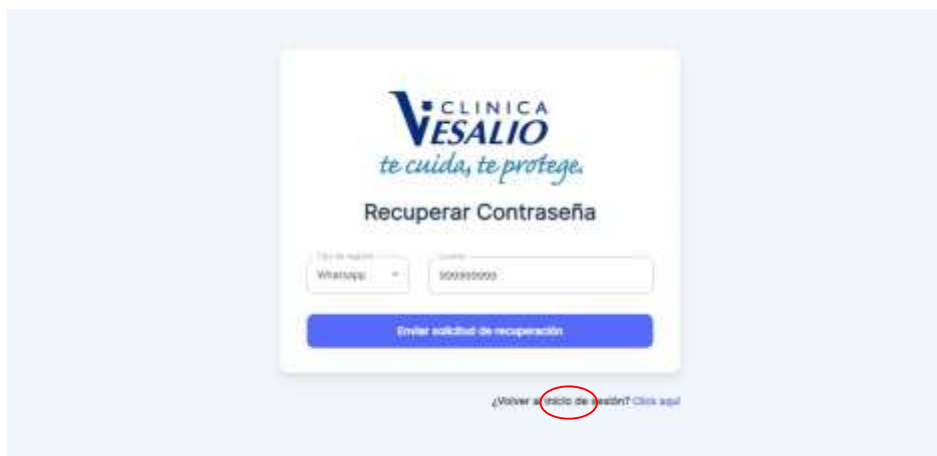 CLINICA
VESALIO
te cuida, te protege.
Recuperar Contraseña
Whatsapp
999999999
Enviar solicitud de recuperación
¿Volver al inicio de sesión? Click aquí